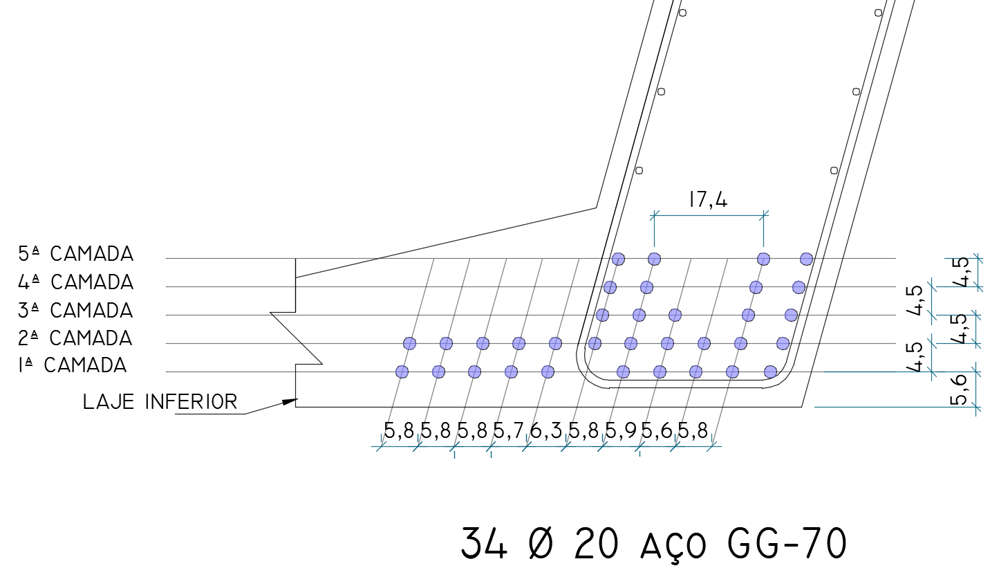 17,4
5ª CAMADA
4ª CAMADA
3ª CAMADA
2ª CAMADA
1ª CAMADA
LAJE INFERIOR
4,5
4,5
4,5
4,5
5,6
5,8 5,8 5,8 5,7 6,3 5,8 5,9 5,6 5,8
34 Ø 20 AÇO GG-70